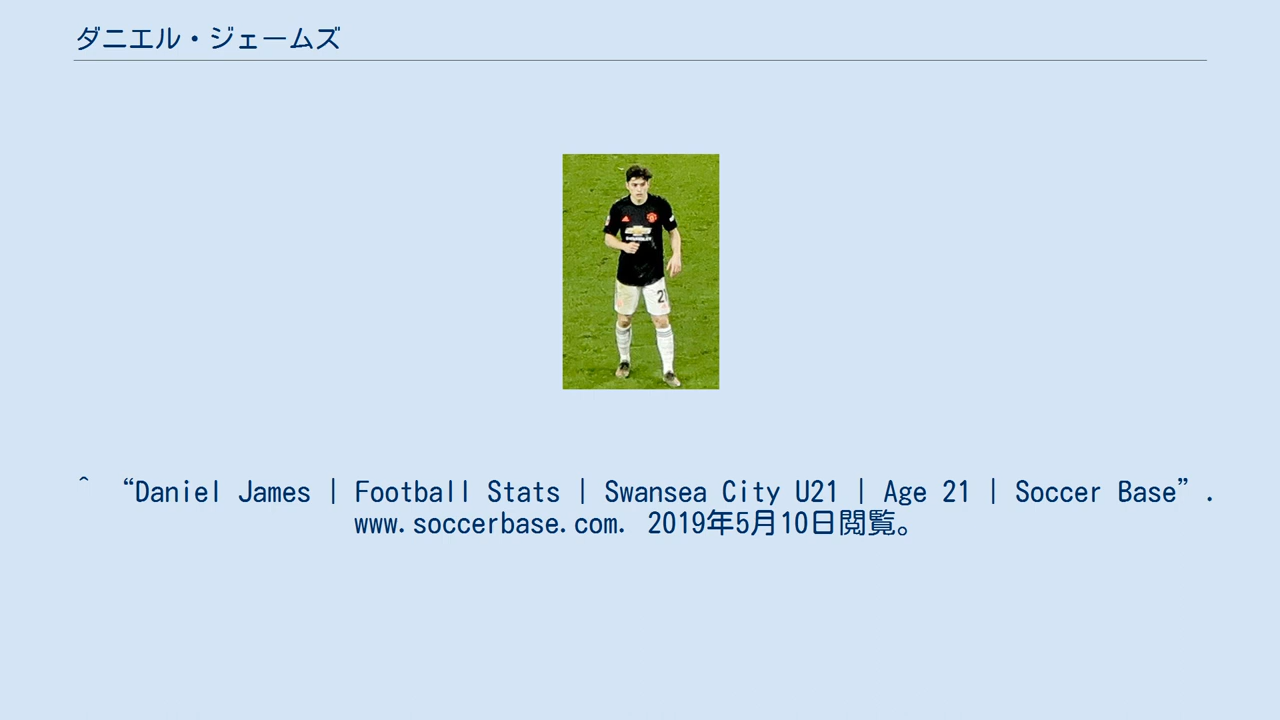 ダニエル・ジェームズ
21
^ “Daniel James | Football Stats | Swansea City U21 | Age 21 | Soccer Base”.
www.soccerbase.com. 2019年5月10日閲覧。